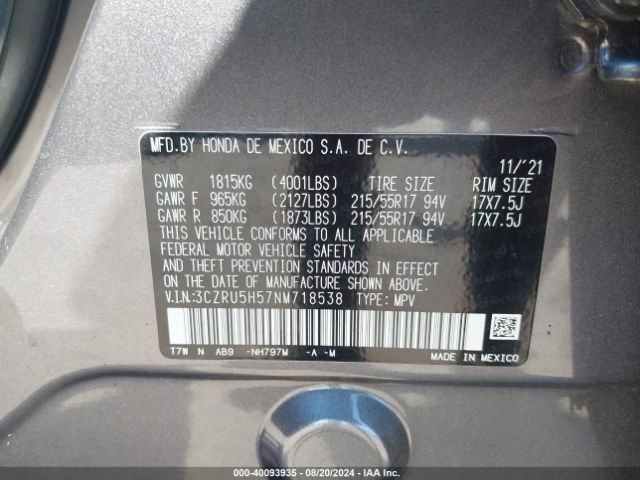 MFD.BY HONDA DE MEXICO S.A. DE C.V.
11/'21
GVWR 1815KG (4001LBS) TIRE SIZE RIM SIZE
GAWR F 965KG (2127LBS) 215/55R17 94V 17X7.5J
GAWR R 850KG (1873LBS) 215/55R17 94V 17X7.5J
THIS VEHICLE CONFORMS TO ALL APPLICABLE
FEDERAL MOTOR VEHICLE SAFETY
AND THEFT PREVENTION STANDARDS IN EFFECT
ON THE DATE OF MANUFACTURE SHOWN ABOVE.
V.I.N.:3CZRU5H57NM718538 TYPE: MPV
T7W N AB9 -NH797M -A -M MADE IN MEXICO
000-40093935 - 08/20/2024 - IAA Inc.